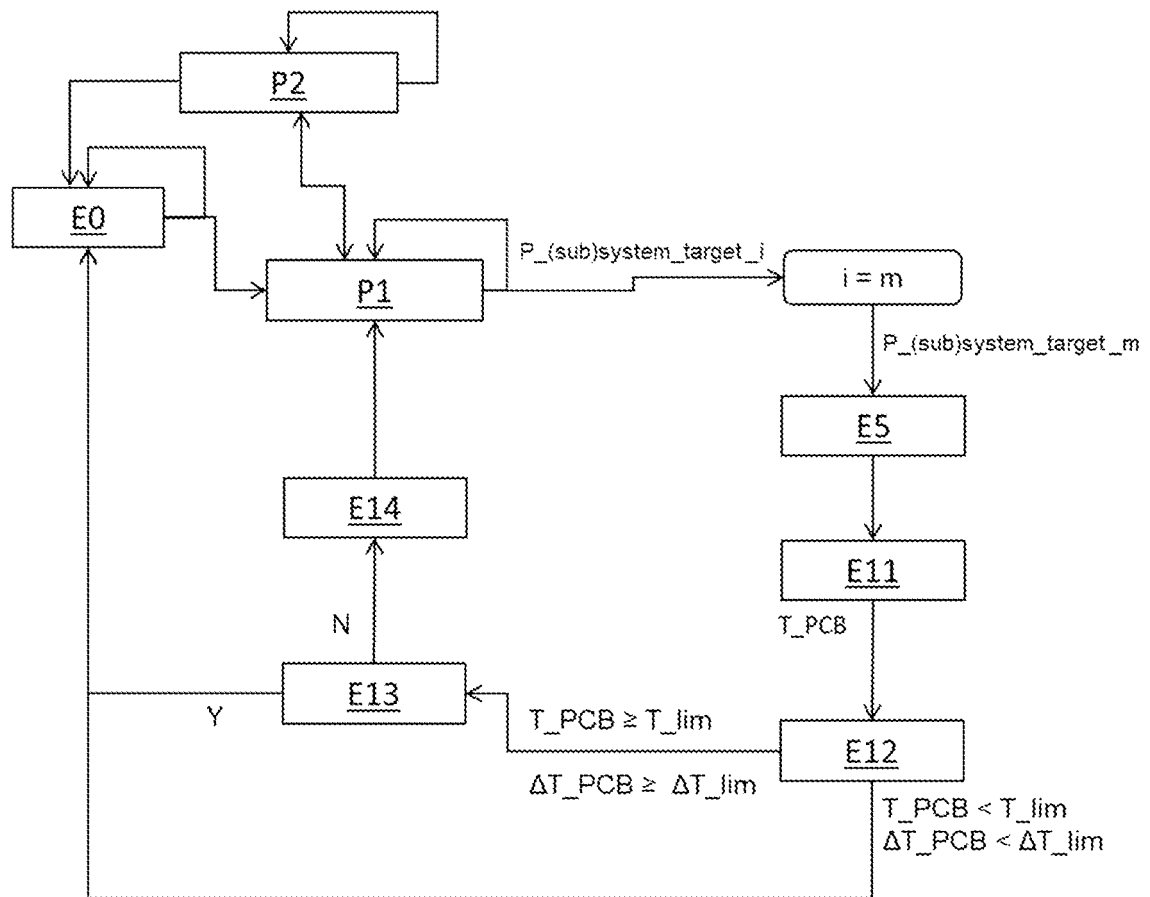 P2
E0
P_(sub)system_target_i
P1
i = m
P_(sub)system_target_m
E5
E14
E11
N
T_PCB
E13
Y
T_PCB ≥ T_lim
E12
ΔT_PCB ≥ ΔT_lim
T_PCB < T_lim
ΔT_PCB < ΔT_lim